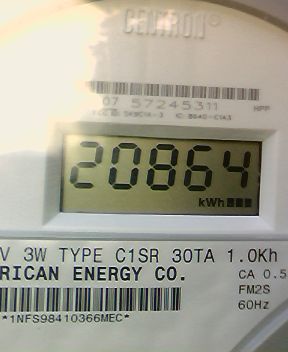 CENTRON®
07 57245311 HPP
20864
kWh
V 3W TYPE C1SR 30TA 1.0Kh
RICAN ENERGY CO.
CA 0.5
FM2S
60Hz
*1NFS98410366MEC*